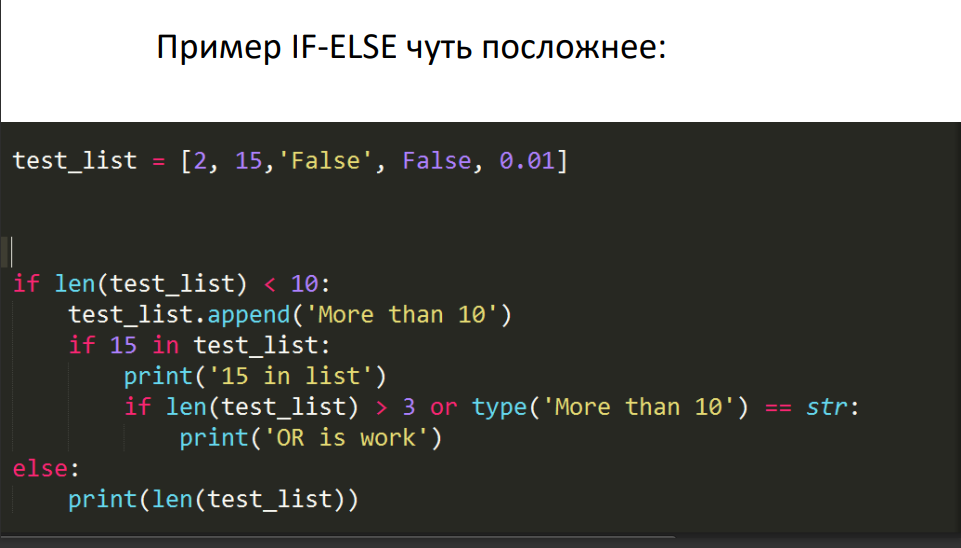 Пример IF-ELSE чуть посложнее:
test_list = [2, 15,'False', False, 0.01]
if len(test_list) < 10:
    test_list.append('More than 10')
    if 15 in test_list:
        print('15 in list')
        if len(test_list) > 3 or type('More than 10') == str:
            print('OR is work')
else:
    print(len(test_list))